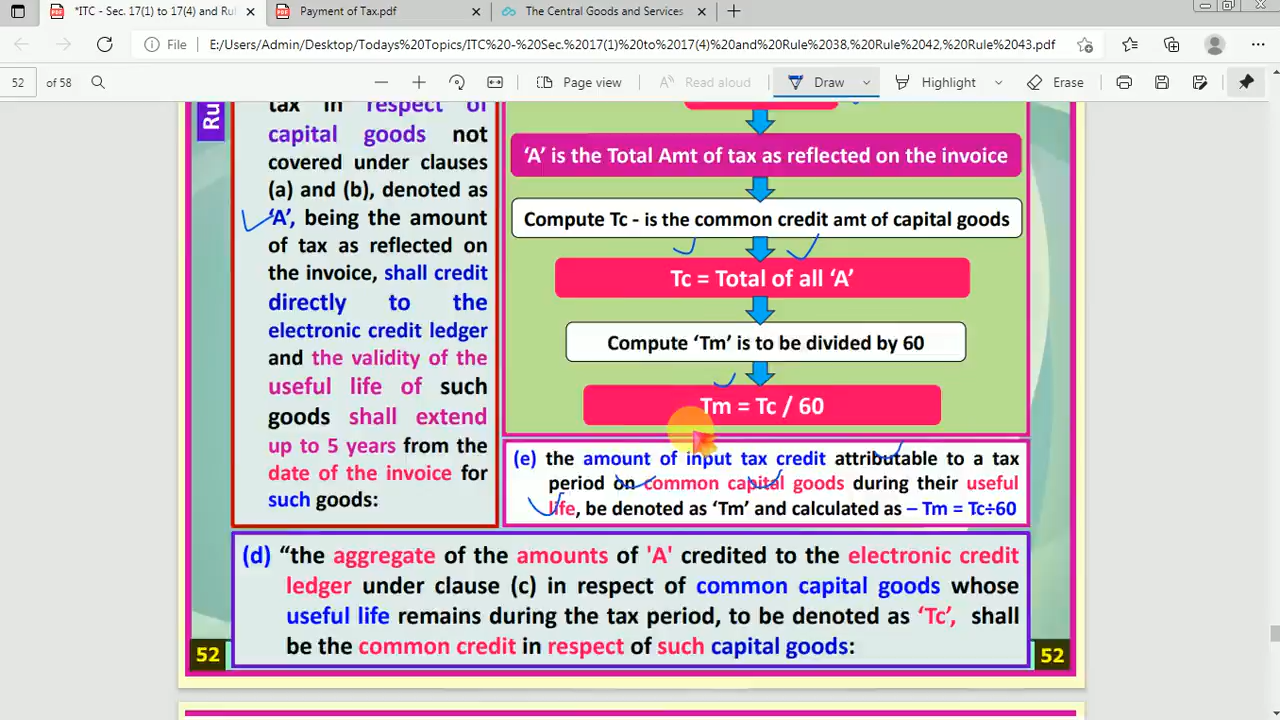 *ITC - Sec. 17(1) to 17(4) and Ru
Payment of Tax.pdf
The Central Goods and Services
File
E:/Users/Admin/Desktop/Todays%20Topics/ITC%20-%20Sec.%2017(1)%20to%2017(4)%20and%20Rule%2038,%20Rule%2042,%20Rule%2043.pdf
52
of 58
Page view
Read aloud
Draw
Highlight
Erase
Ru
tax in respect of
capital goods not
covered under clauses
(a) and (b), denoted as
'A', being the amount
of tax as reflected on
the invoice, shall credit
directly to the
electronic credit ledger
and the validity of the
useful life of such
goods shall extend
up to 5 years from the
date of the invoice for
such goods:
'A' is the Total Amt of tax as reflected on the invoice
Compute Tc - is the common credit amt of capital goods
Tc = Total of all 'A'
Compute 'Tm' is to be divided by 60
Tm = Tc / 60
(e) the amount of input tax credit attributable to a tax
period on common capital goods during their useful
life, be denoted as 'Tm' and calculated as – Tm = Tc÷60
(d) “the aggregate of the amounts of 'A' credited to the electronic credit
ledger under clause (c) in respect of common capital goods whose
useful life remains during the tax period, to be denoted as 'Tc', shall
be the common credit in respect of such capital goods:
52
52